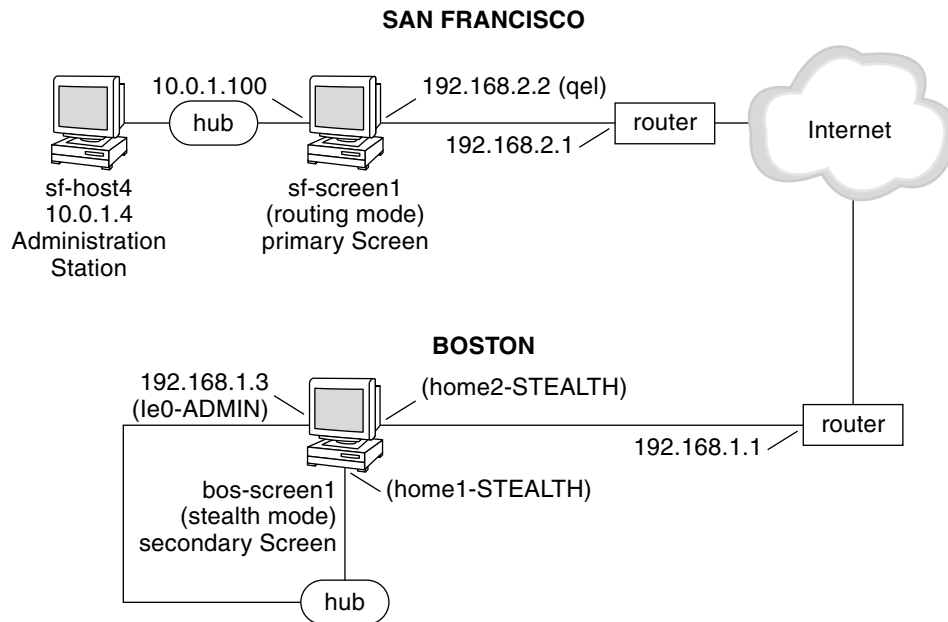 SAN FRANCISCO
10.0.1.100
192.168.2.2 (qel)
hub
router
Internet
192.168.2.1
sf-host4
10.0.1.4
Administration
Station
sf-screen1
(routing mode)
primary Screen
BOSTON
192.168.1.3
(le0-ADMIN)
(home2-STEALTH)
router
192.168.1.1
bos-screen1
(stealth mode)
secondary Screen
(home1-STEALTH)
hub